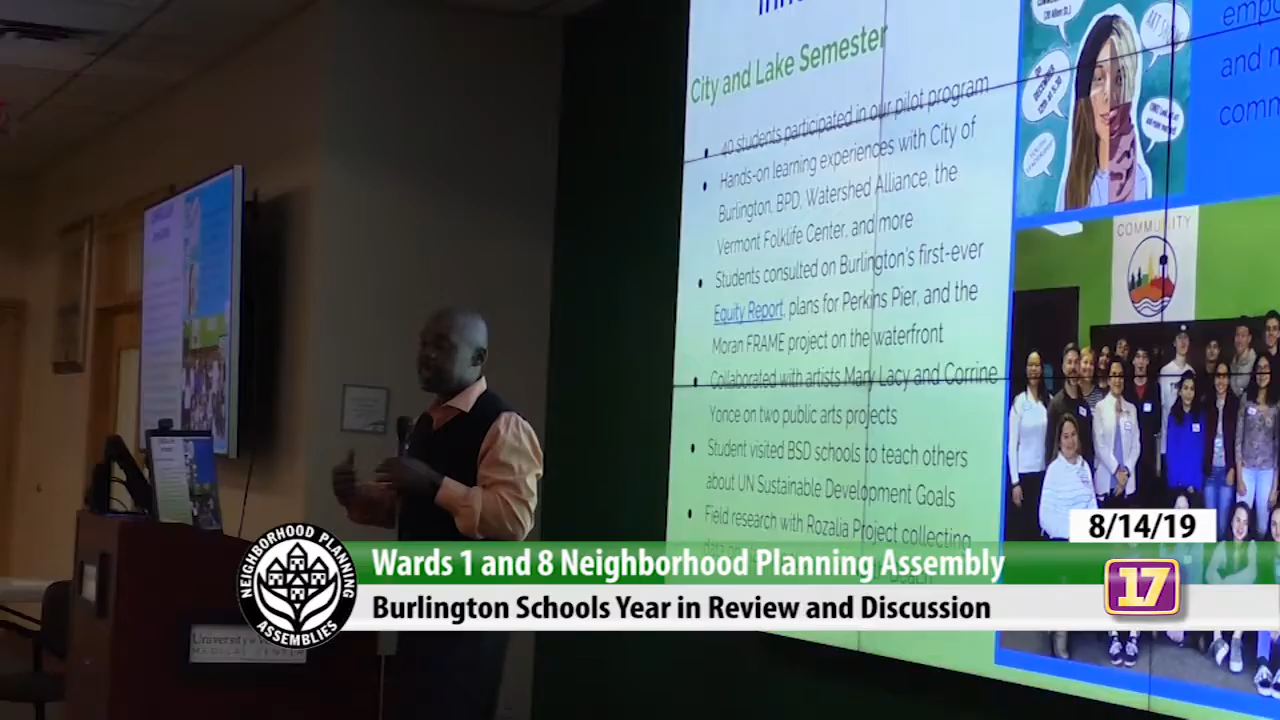 City and Lake Semester
40 students participated in our pilot program
Hands-on learning experiences with City of
Burlington, BPD, Watershed Alliance, the
Vermont Folklife Center, and more
Students consulted on Burlington's first-ever
Equity Report, plans for Perkins Pier, and the
Moran FRAME project on the waterfront
Collaborated with artists Mary Lacy and Corrine
Yonce on two public arts projects
Student visited BSD schools to teach others
about UN Sustainable Development Goals
Field research with Rozalia Project collecting
and m
COMMUNITY
8/14/19
NEIGHBORHOOD PLANNING
ASSEMBLIES
Wards 1 and 8 Neighborhood Planning Assembly
17
Burlington Schools Year in Review and Discussion
University of
MEDICAL CENTER